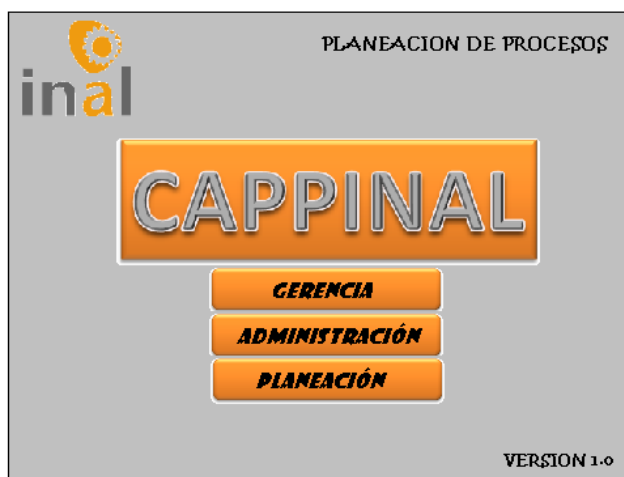 inal
PLANEACION DE PROCESOS
CAPPINAL
GERENCIA
ADMINISTRACIÓN
PLANEACIÓN
VERSION 1.0